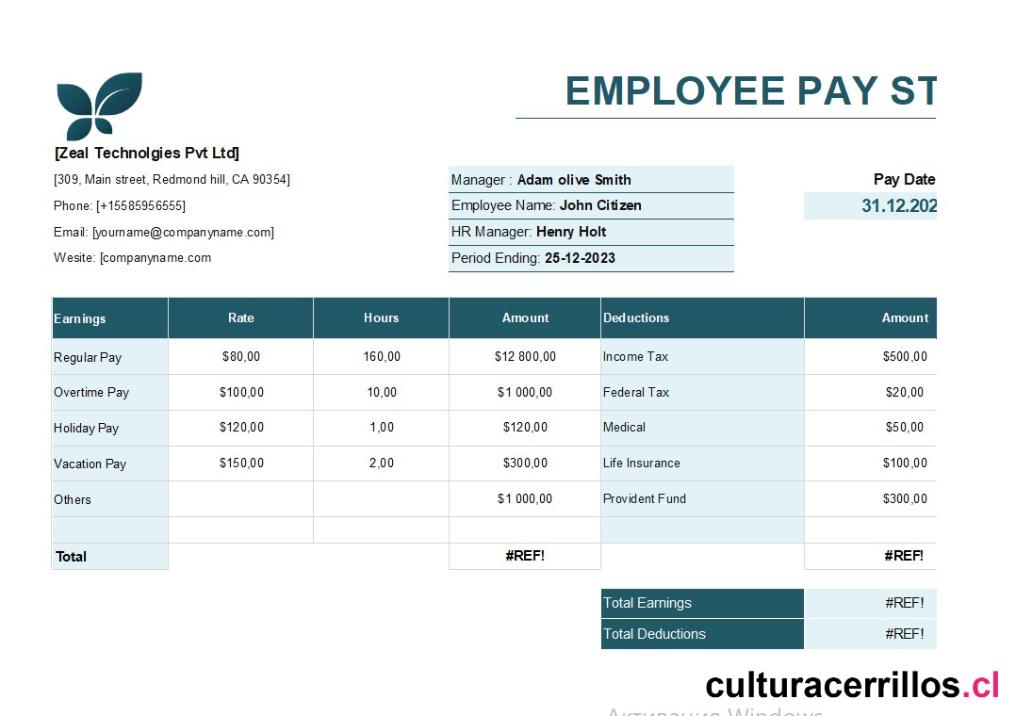 EMPLOYEE PAY ST
[Zeal Technolgies Pvt Ltd]
[309, Main street, Redmond hill, CA 90354]
Phone: [+15585956555]
Email: [yourname@companyname.com]
Wesite: [companyname.com
Manager : Adam olive Smith
Employee Name: John Citizen
HR Manager: Henry Holt
Period Ending: 25-12-2023
Pay Date
31.12.202
Earnings Rate Hours Amount Deductions Amount
Regular Pay $80,00 160,00 $12 800,00 Income Tax $500,00
Overtime Pay $100,00 10,00 $1 000,00 Federal Tax $20,00
Holiday Pay $120,00 1,00 $120,00 Medical $50,00
Vacation Pay $150,00 2,00 $300,00 Life Insurance $100,00
Others $1 000,00 Provident Fund $300,00
Total #REF! #REF!
Total Earnings #REF!
Total Deductions #REF!
culturacerrillos.cl
Активация Windows